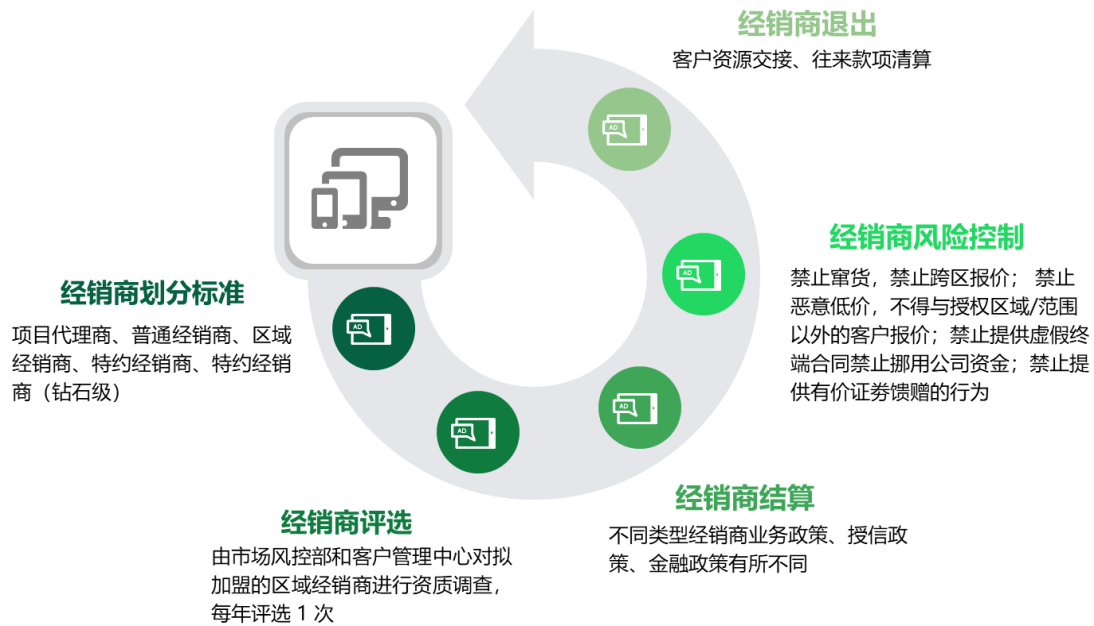 经销商退出
客户资源交接、往来款项清算
经销商风险控制
禁止窜货，禁止跨区报价； 禁止
恶意低价，不得与授权区域/范围
以外的客户报价；禁止提供虚假终
端合同禁止挪用公司资金；禁止提
供有价证劵馈赠的行为
经销商划分标准
项目代理商、普通经销商、区域
经销商、特约经销商、特约经销
商（钻石级）
经销商结算
不同类型经销商业务政策、授信政
策、金融政策有所不同
经销商评选
由市场风控部和客户管理中心对拟
加盟的区域经销商进行资质调查，
每年评选 1 次
AD
AD
AD
AD
AD